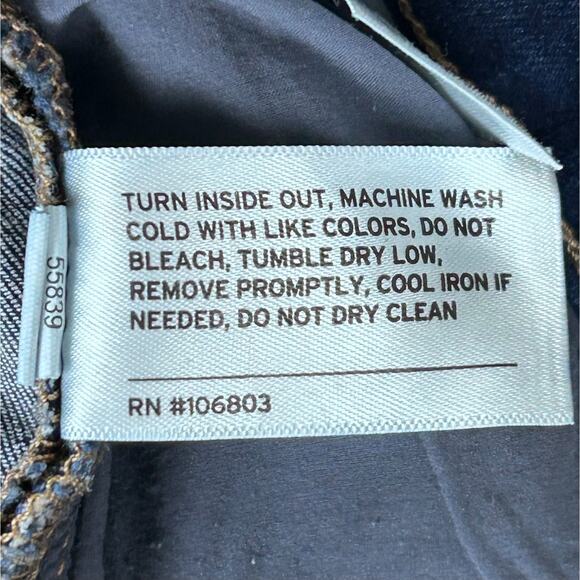 TURN INSIDE OUT, MACHINE WASH
COLD WITH LIKE COLORS, DO NOT
BLEACH, TUMBLE DRY LOW,
REMOVE PROMPTLY, COOL IRON IF
NEEDED, DO NOT DRY CLEAN
RN #106803
55839